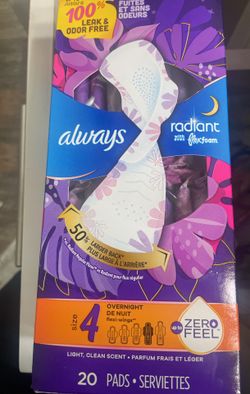 100%
LEAK &
ODOR FREE
FUITES
ET SANS
ODEURS
always
radiant
flexfoam
50% LARGER BACK*
PLUS LARGE À L'ARRIÈRE*
size
4
OVERNIGHT
DE NUIT
flexi-wings™
up to
ZERO
FEEL
LIGHT, CLEAN SCENT • PARFUM FRAIS ET LÉGER
20 PADS • SERVIETTES